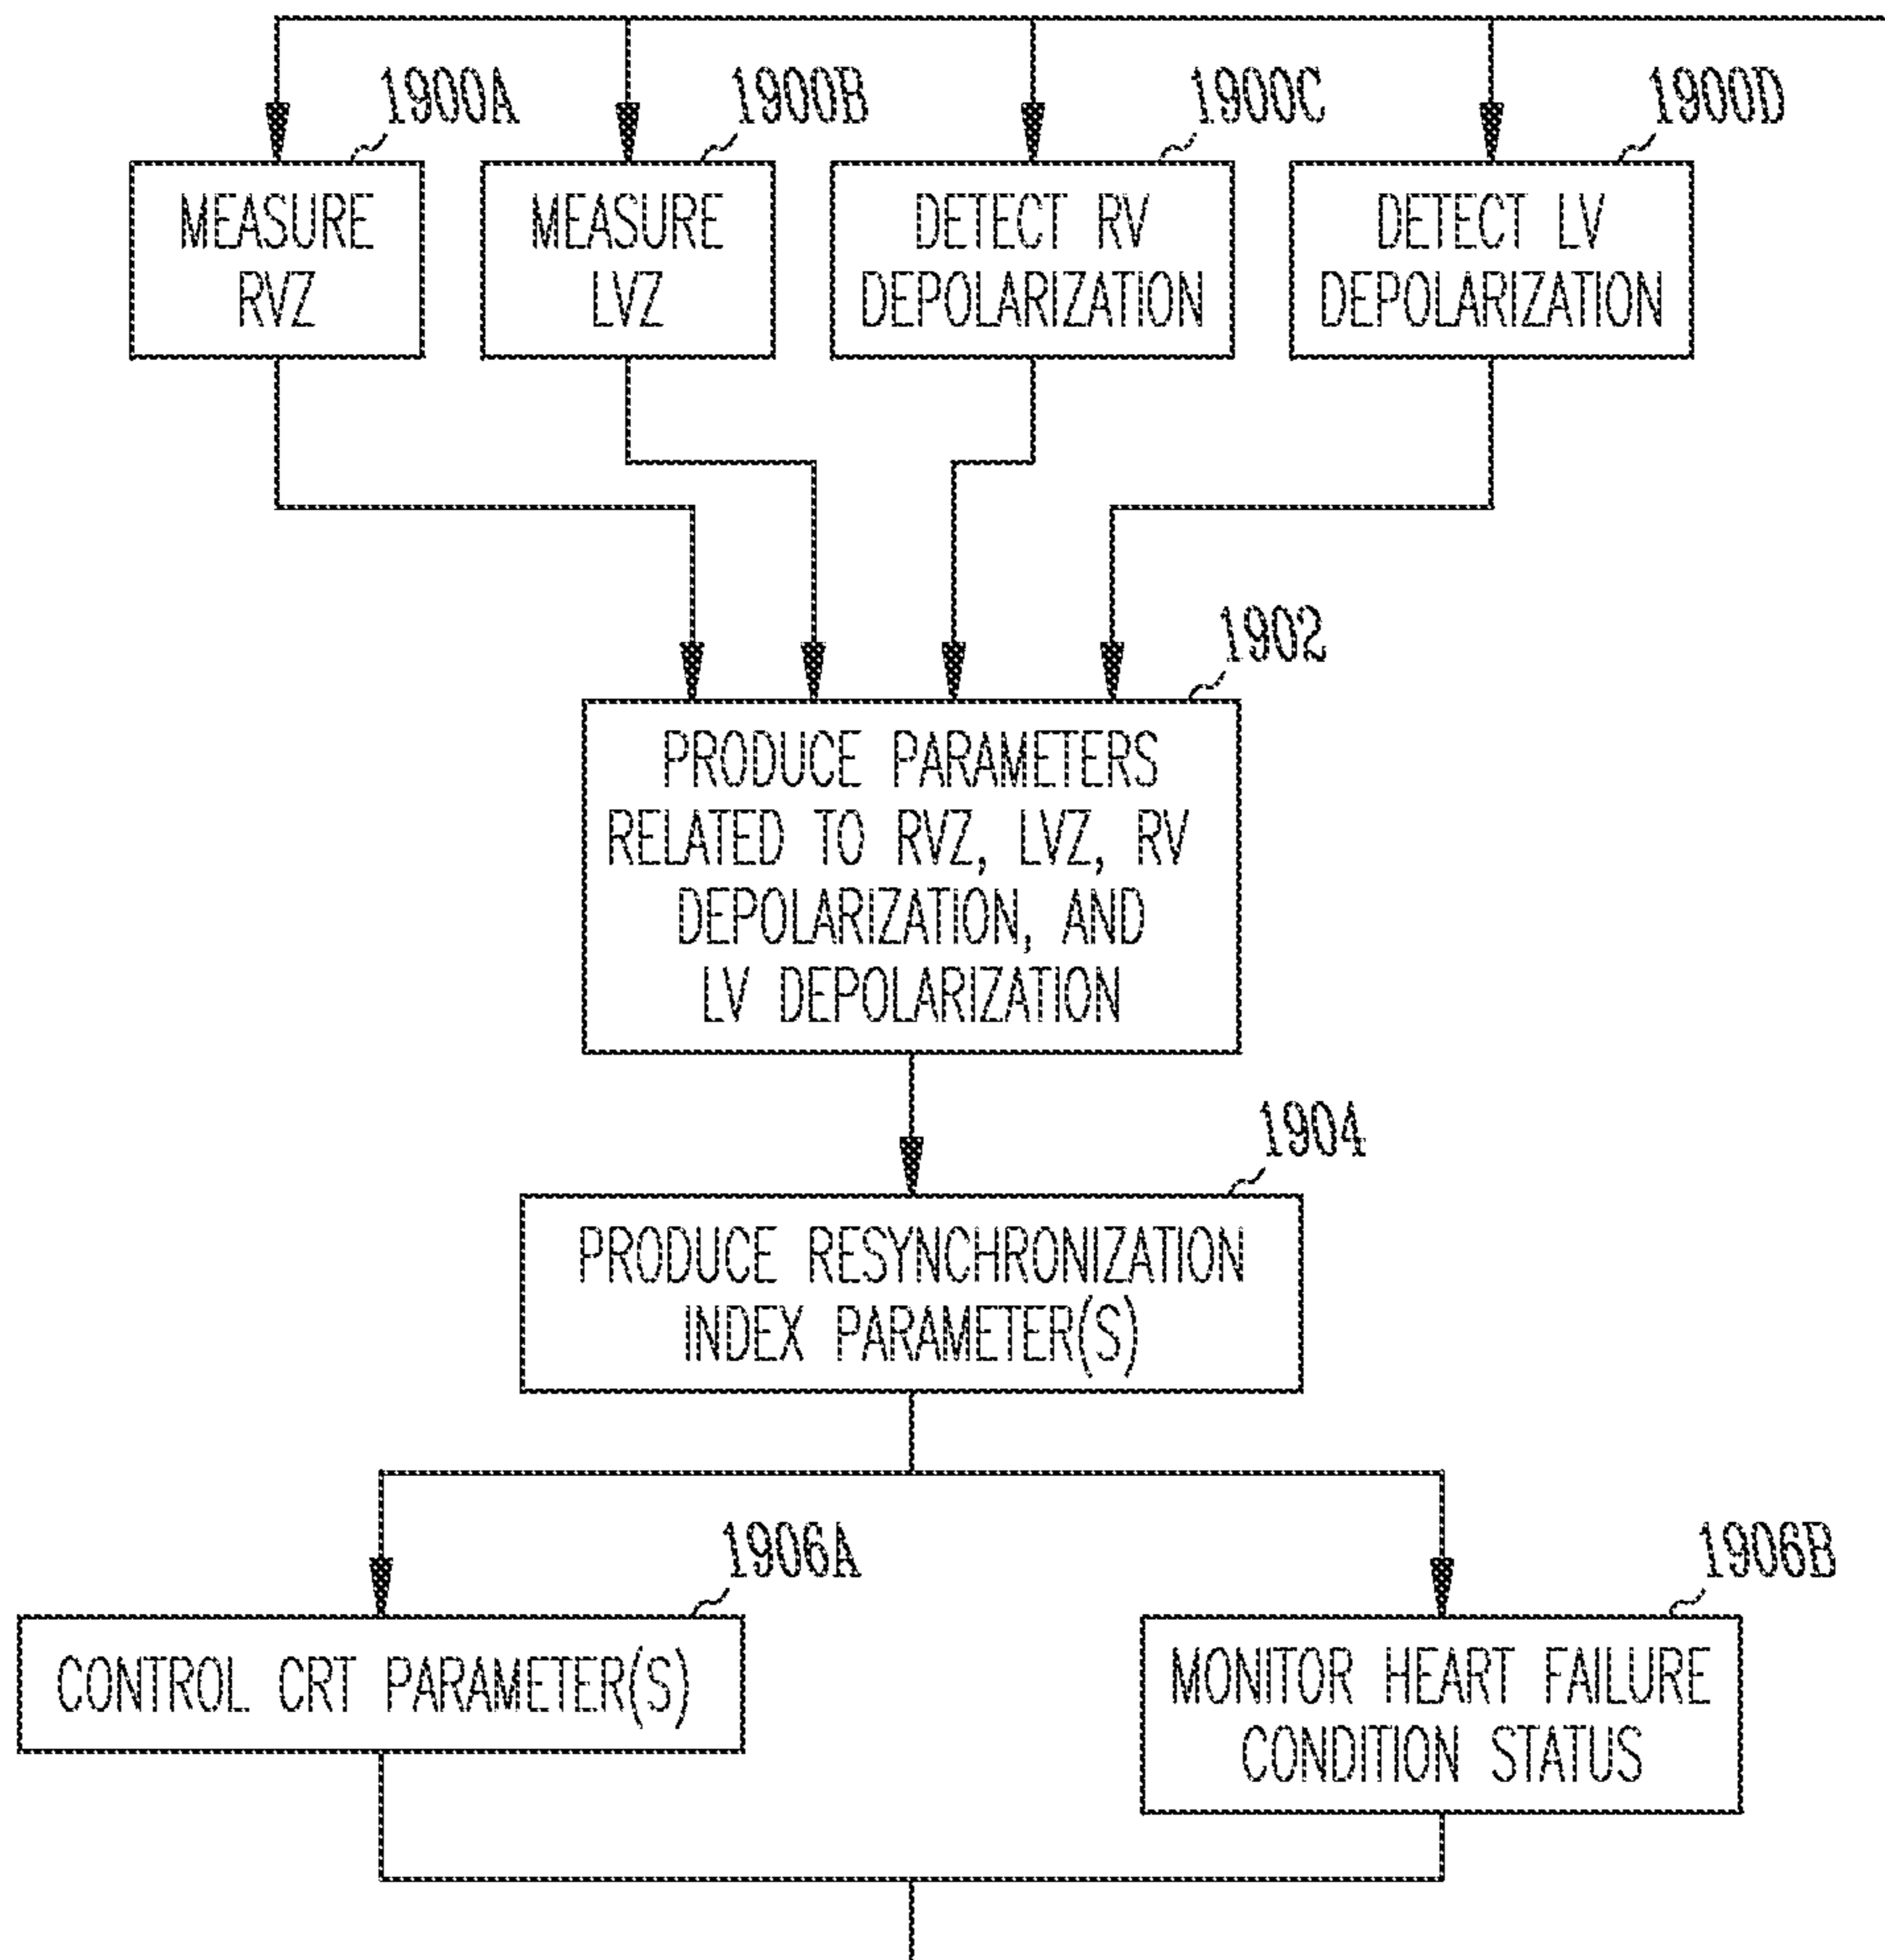 1900A
MEASURE
RVZ
1900B
MEASURE
LVZ
1900C
DETECT RV
DEPOLARIZATION
1900D
DETECT LV
DEPOLARIZATION
1902
PRODUCE PARAMETERS
RELATED TO RVZ, LVZ, RV
DEPOLARIZATION, AND
LV DEPOLARIZATION
1904
PRODUCE RESYNCHRONIZATION
INDEX PARAMETER(S)
1906A
CONTROL CRT PARAMETER(S)
1906B
MONITOR HEART FAILURE
CONDITION STATUS